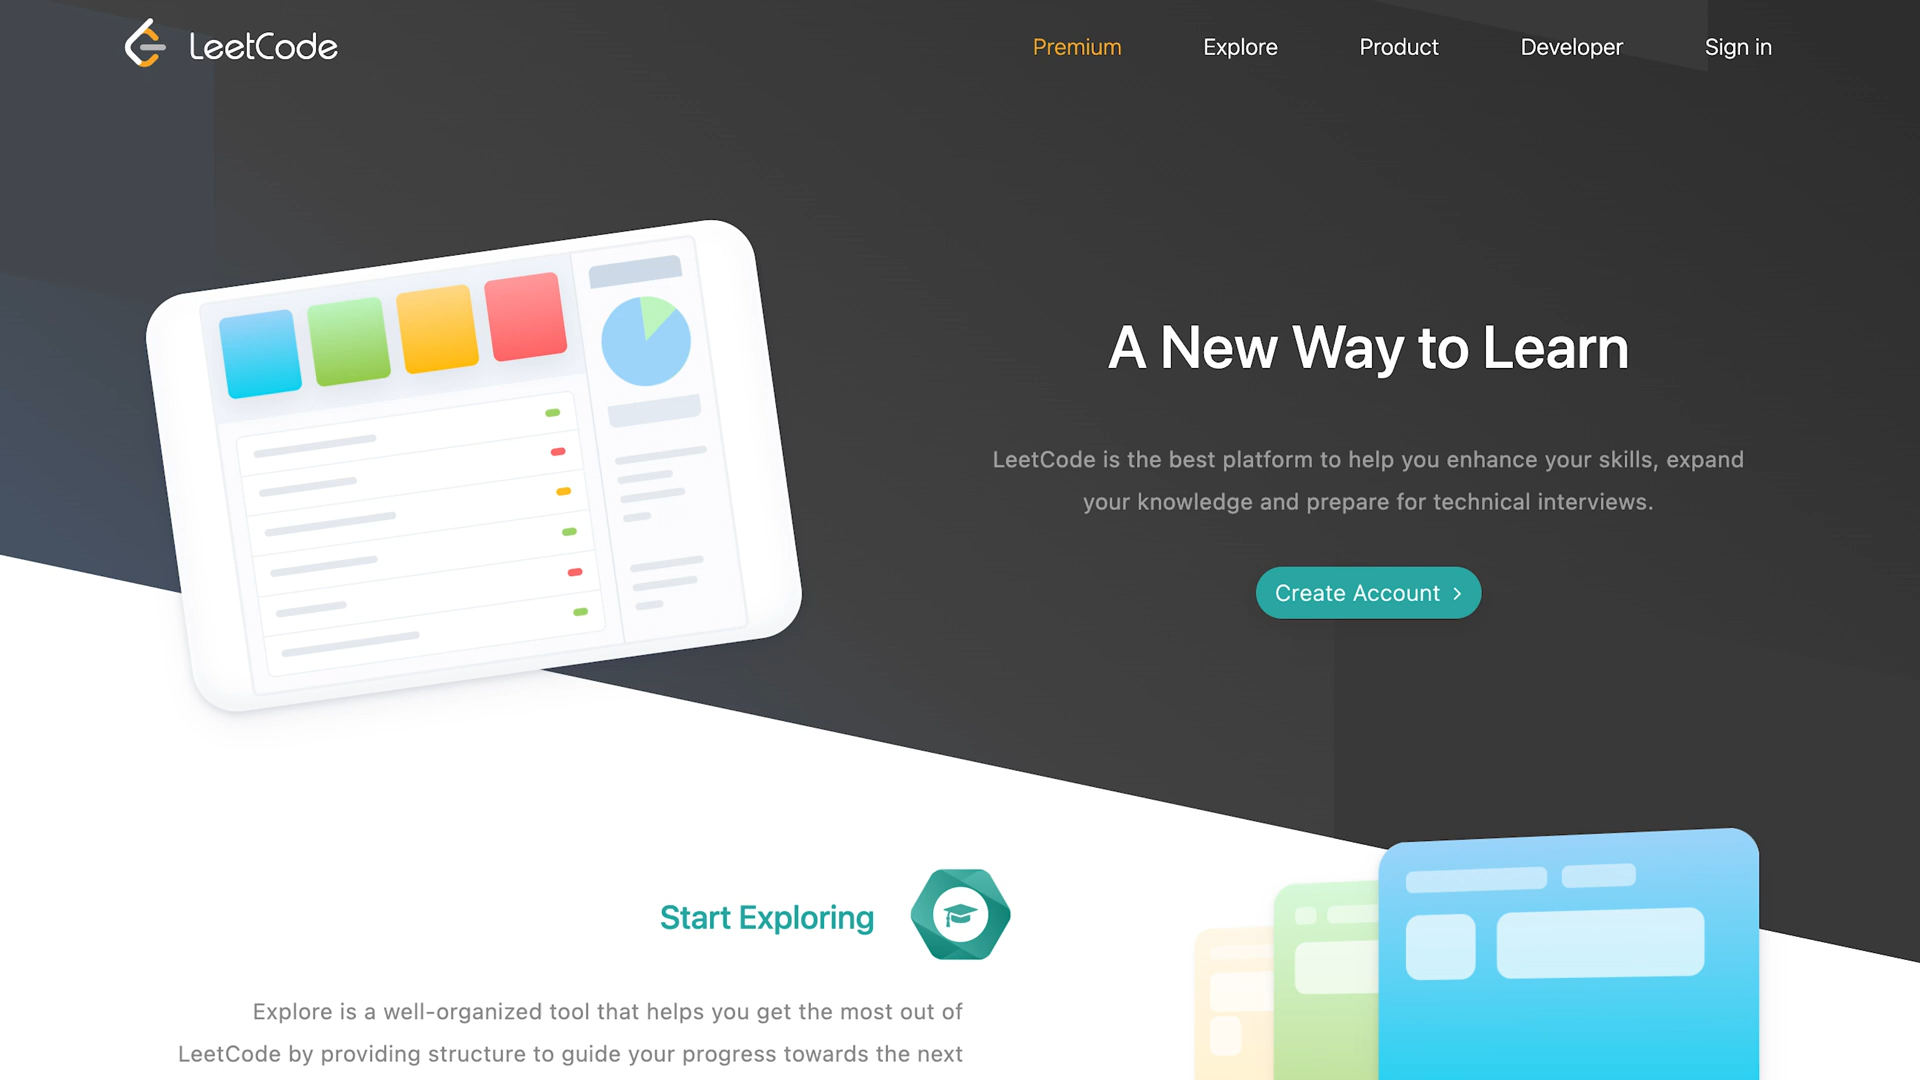 LeetCode
Premium
Explore
Product
Developer
Sign in
A New Way to Learn
LeetCode is the best platform to help you enhance your skills, expand
your knowledge and prepare for technical interviews.
Create Account
Start Exploring
Explore is a well-organized tool that helps you get the most out of
LeetCode by providing structure to guide your progress towards the next